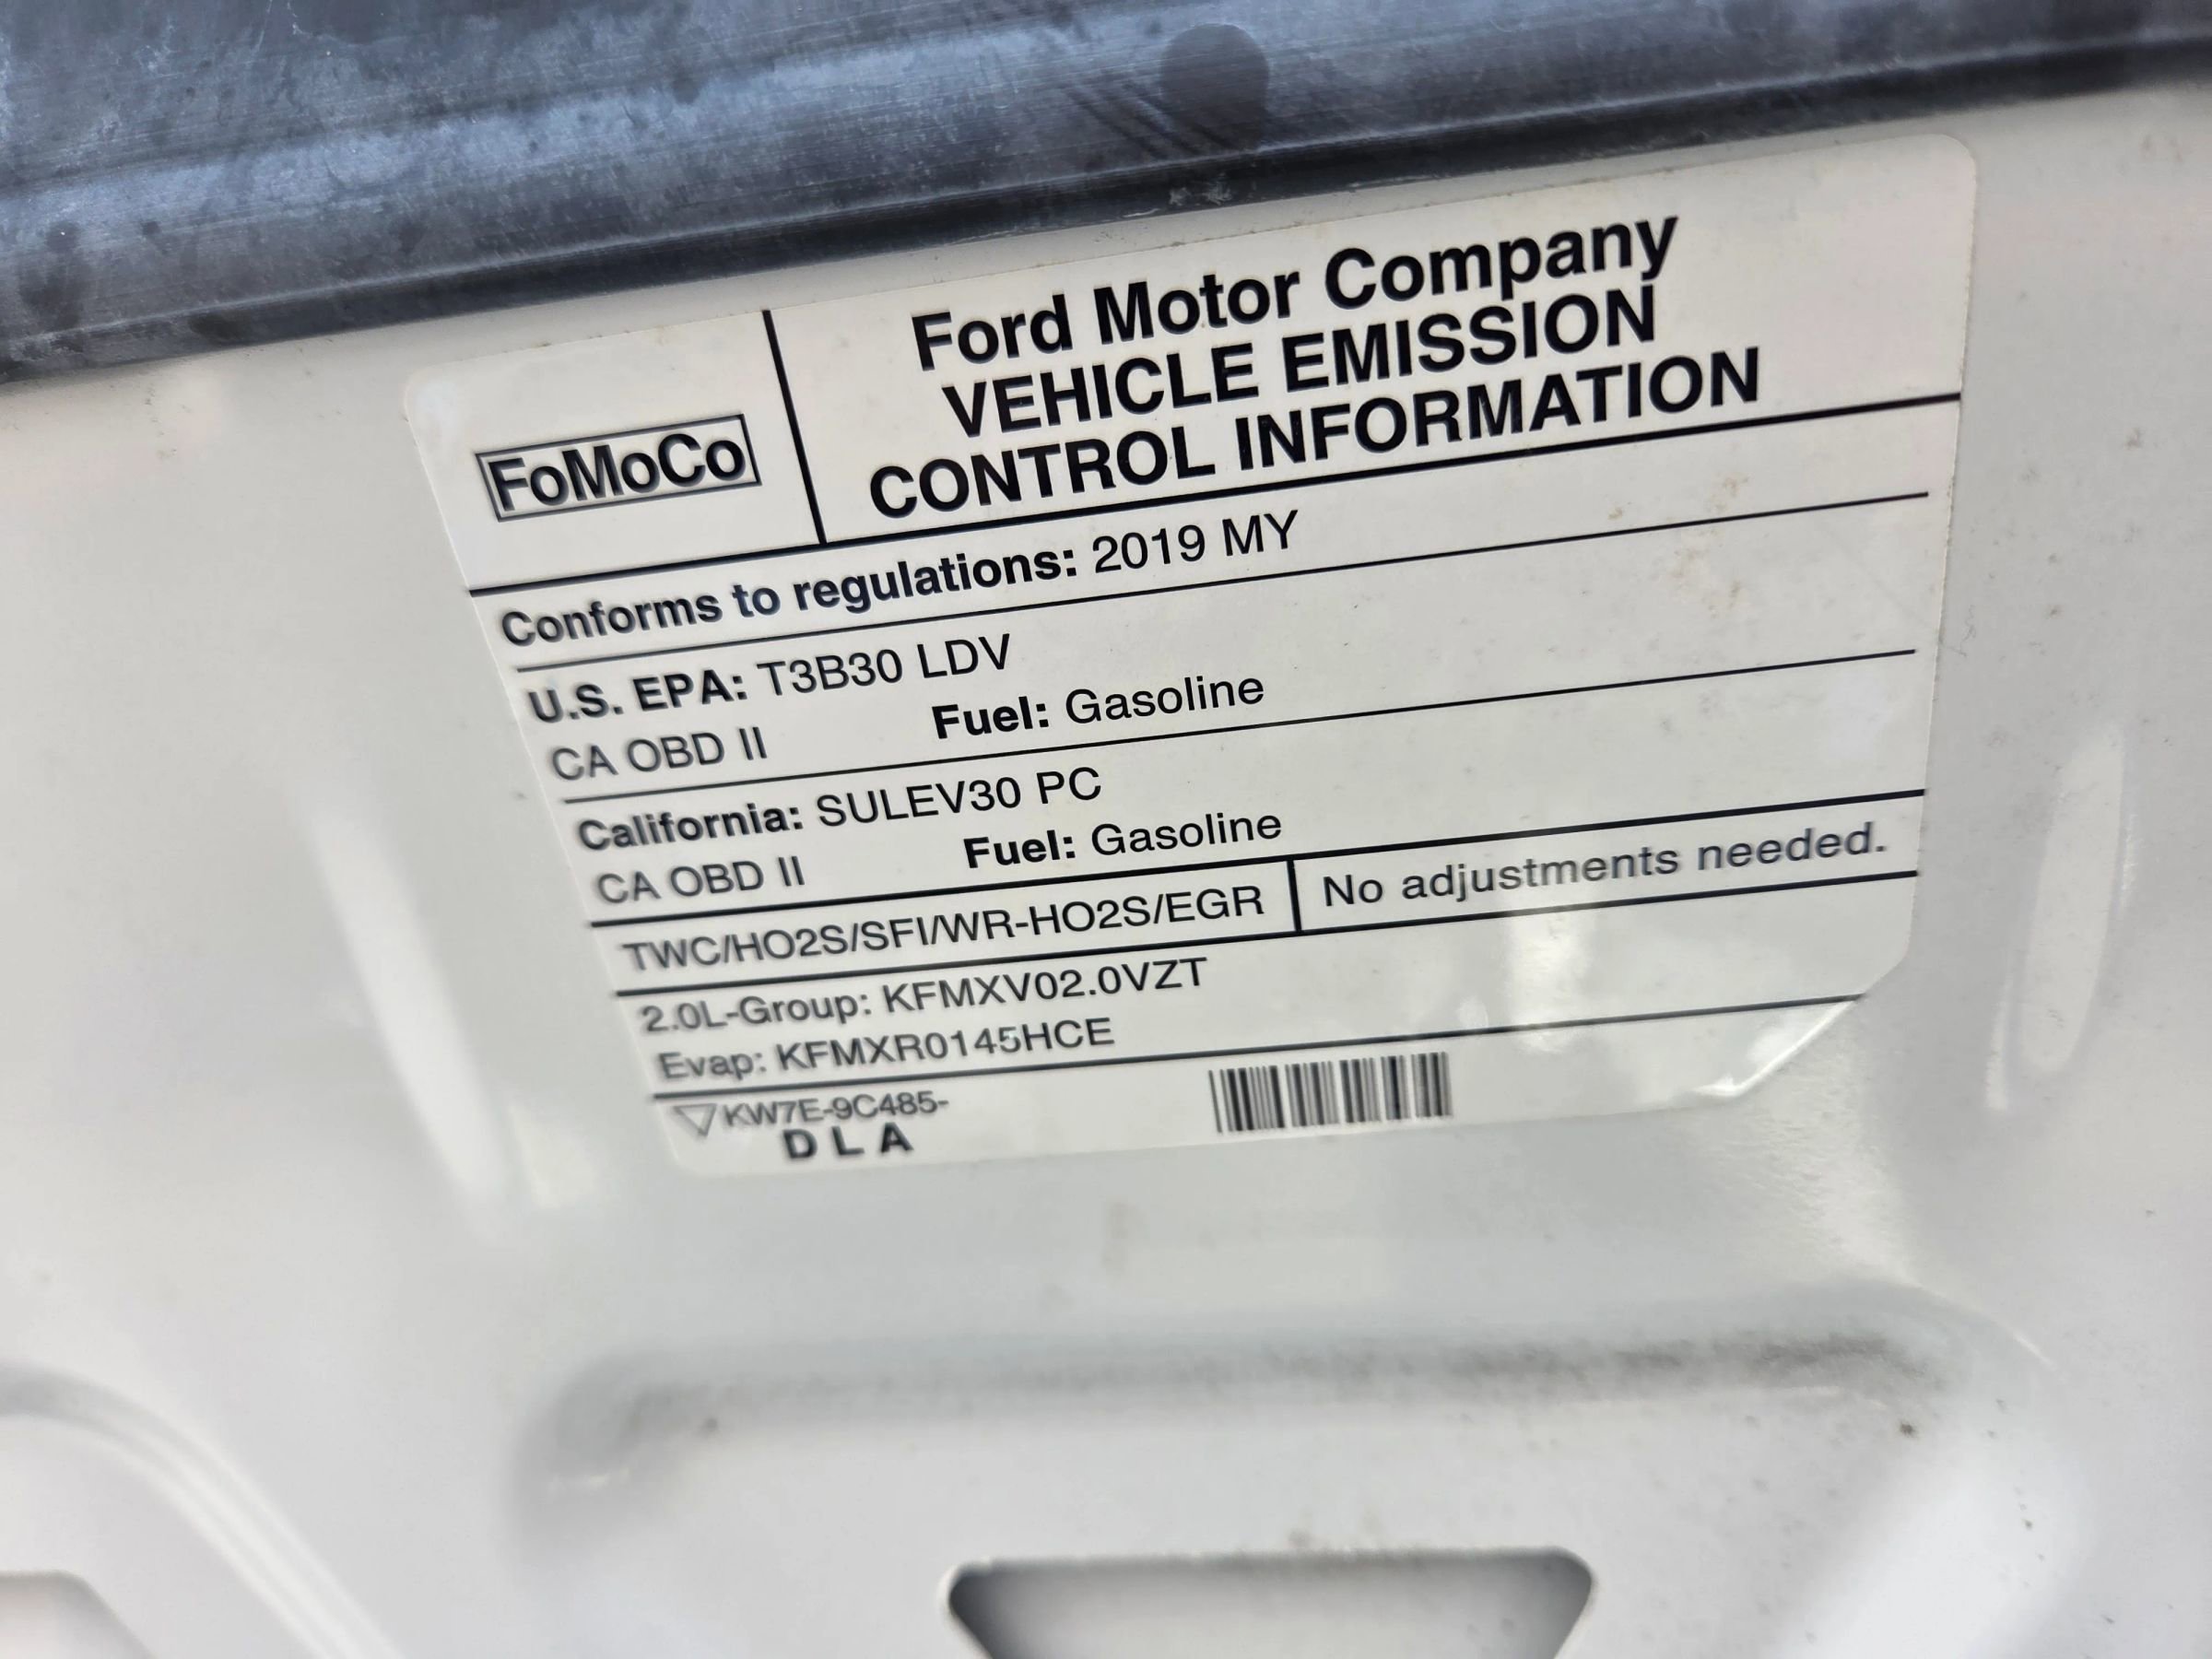 FoMoCo
Ford Motor Company
VEHICLE EMISSION
CONTROL INFORMATION
Conforms to regulations: 2019 MY
U.S. EPA: T3B30 LDV
CA OBD II Fuel: Gasoline
California: SULEV30 PC
CA OBD II Fuel: Gasoline
TWC/HO2S/SFI/WR-HO2S/EGR No adjustments needed.
2.0L-Group: KFMXV02.0VZT
Evap: KFMXR0145HCE
KW7E-9C485-
D L A